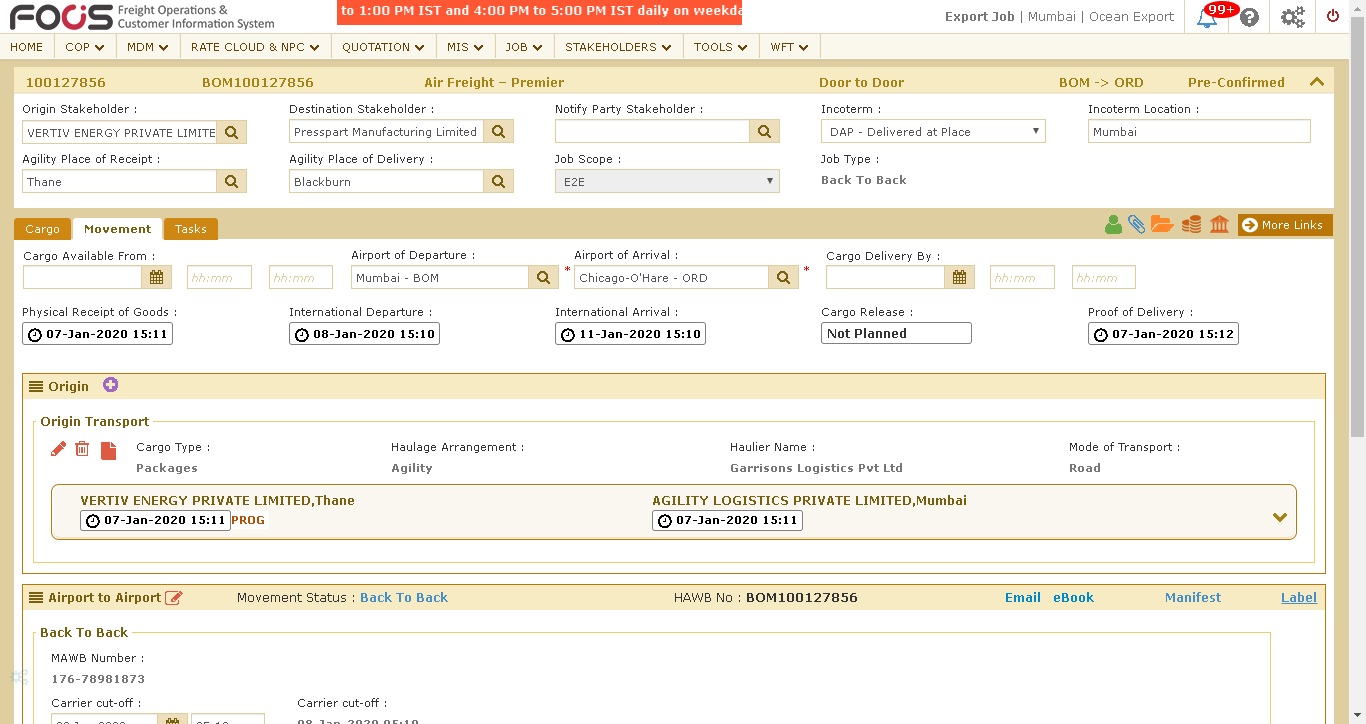 FOCUS Freight Operations &
Customer Information System
to 1:00 PM IST and 4:00 PM to 5:00 PM IST daily on weekda
Export Job | Mumbai | Ocean Export
99+
HOME COP MDM RATE CLOUD & NPC QUOTATION MIS JOB STAKEHOLDERS TOOLS WFT
100127856 BOM100127856 Air Freight – Premier Door to Door BOM -> ORD Pre-Confirmed
Origin Stakeholder : Destination Stakeholder : Notify Party Stakeholder : Incoterm : Incoterm Location :
VERTIV ENERGY PRIVATE LIMITE Presspart Manufacturing Limited DAP - Delivered at Place Mumbai
Agility Place of Receipt : Agility Place of Delivery : Job Scope : Job Type :
Thane Blackburn E2E Back To Back
Cargo Movement Tasks More Links
Cargo Available From : Airport of Departure : Airport of Arrival : Cargo Delivery By :
hh:mm hh:mm Mumbai - BOM * Chicago-O'Hare - ORD * hh:mm hh:mm
Physical Receipt of Goods : International Departure : International Arrival : Cargo Release : Proof of Delivery :
07-Jan-2020 15:11 08-Jan-2020 15:10 11-Jan-2020 15:10 Not Planned 07-Jan-2020 15:12
Origin
Origin Transport
Cargo Type : Haulage Arrangement : Haulier Name : Mode of Transport :
Packages Agility Garrisons Logistics Pvt Ltd Road
VERTIV ENERGY PRIVATE LIMITED,Thane AGILITY LOGISTICS PRIVATE LIMITED,Mumbai
07-Jan-2020 15:11 PROG 07-Jan-2020 15:11
Airport to Airport Movement Status : Back To Back HAWB No : BOM100127856 Email eBook Manifest Label
Back To Back
MAWB Number :
176-78981873
Carrier cut-off : Carrier cut-off :
08-Jan-2020 05:10